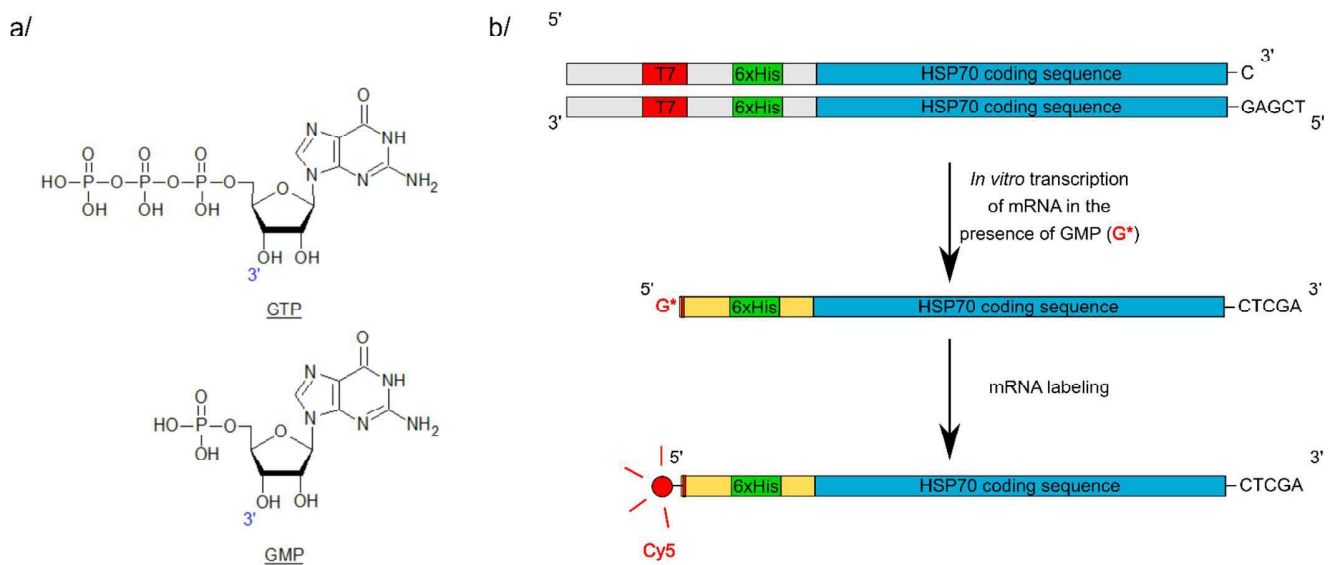 a/
O O O
HO-P-O-P-O-P-O
OH OH OH
O
N
NH
N
N
NH₂
O
OH OH
3'
GTP
O
HO-P-O
OH
O
N
NH
N
N
NH₂
O
OH OH
3'
GMP
b/
5'
3'
T7 6xHis HSP70 coding sequence C
T7 6xHis HSP70 coding sequence GAGCT
3' 5'
In vitro transcription
of mRNA in the
presence of GMP (G*)
5' 3'
G* 6xHis HSP70 coding sequence CTCGA
mRNA labeling
5' 3'
6xHis HSP70 coding sequence CTCGA
Cy5